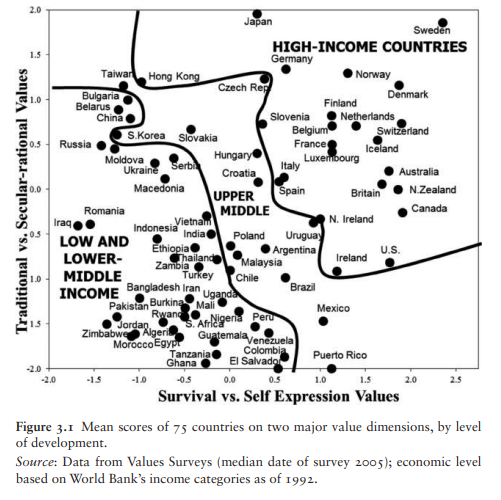 2.0
1.5
1.0
0.5
0.0
0.5
1.0
1.5
2.0
Traditional vs. Secular-rational Values
Japan
Sweden
HIGH-INCOME COUNTRIES
Germany
Norway
Taiwan
Hong Kong
Czech Rep
Denmark
Bulgaria
Belarus
China
Finland
Slovenia
Belgium
Netherlands
Switzerland
S.Korea
Slovakia
France
Iceland
Russia
Luxembourg
Moldova
Ukraine
Serbia
Hungary
Italy
Australia
Macedonia
Croatia
Spain
Britain
N.Zealand
UPPER
MIDDLE
Canada
Iraq
Romania
Vietnam
N. Ireland
Indonesia
India
Poland
Uruguay
LOW AND
LOWER-
MIDDLE
INCOME
Ethiopia
Thailand
Zambia
Turkey
Malaysia
Argentina
Chile
Ireland
U.S.
Bangladesh
Iran
Uganda
Brazil
Pakistan
Burkina
Mali
Mexico
Jordan
Rwanda
S. Africa
Nigeria
Peru
Zimbabwe
Algeria
Morocco
Egypt
Guatemala
Venezuela
Colombia
Tanzania
Ghana
El Salvador
Puerto Rico
-2.0 -1.5 -1.0 -0.5 0.0 0.5 1.0 1.5 2.0 2.5
Survival vs. Self Expression Values
Figure 3.1 Mean scores of 75 countries on two major value dimensions, by level
of development.
Source: Data from Values Surveys (median date of survey 2005); economic level
based on World Bank's income categories as of 1992.